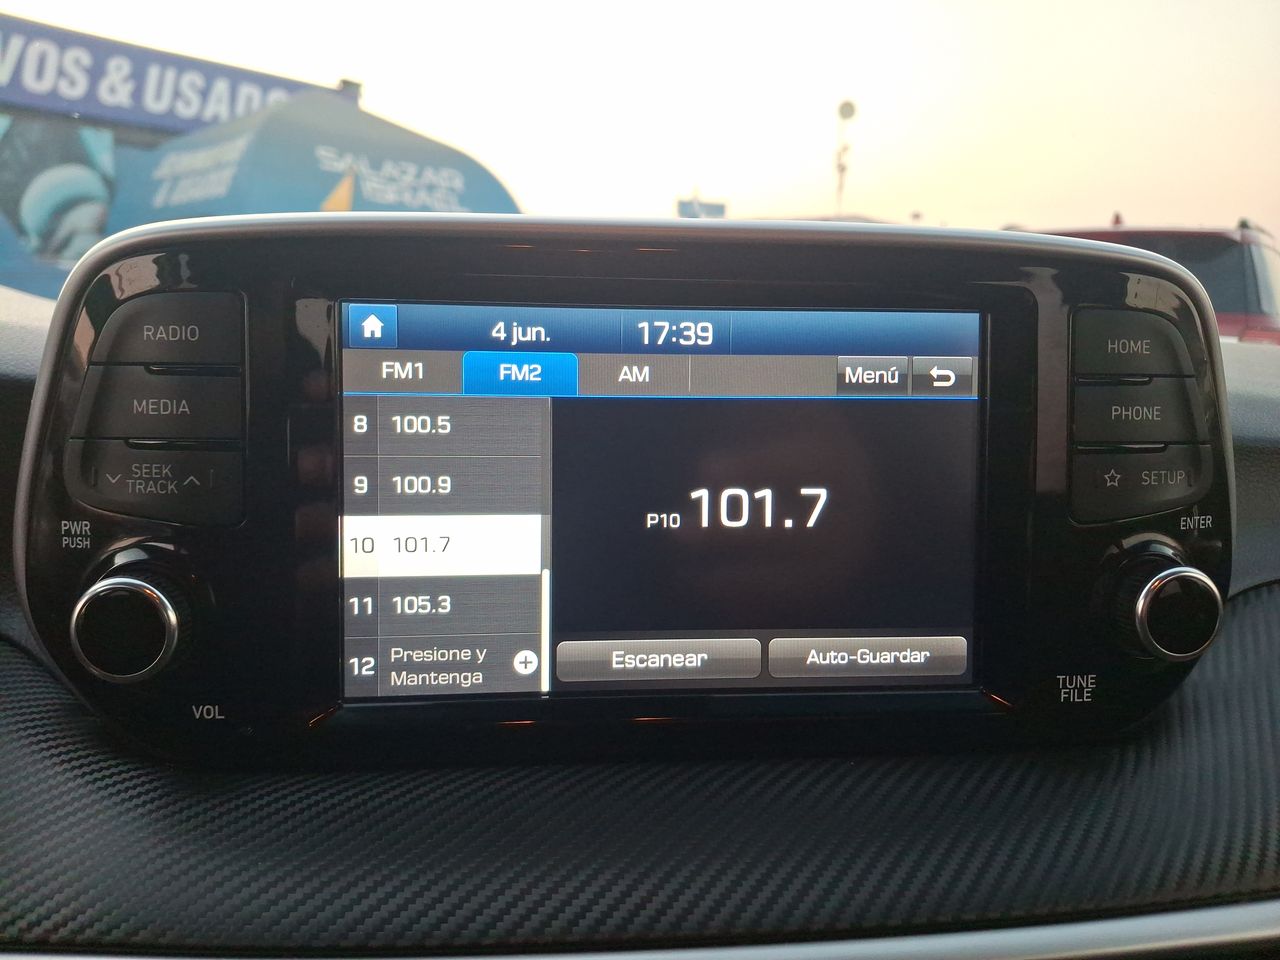 VOS & USADO
SALAZAR
ISRAEL
4 jun.
17:39
FM1
FM2
AM
Menú
8 100.5
9 100.9
10 101.7
11 105.3
12 Presione y
Mantenga
P10 101.7
Escanear
Auto-Guardar
RADIO
MEDIA
SEEK
TRACK
PWR
PUSH
VOL
HOME
PHONE
SETUP
ENTER
TUNE
FILE